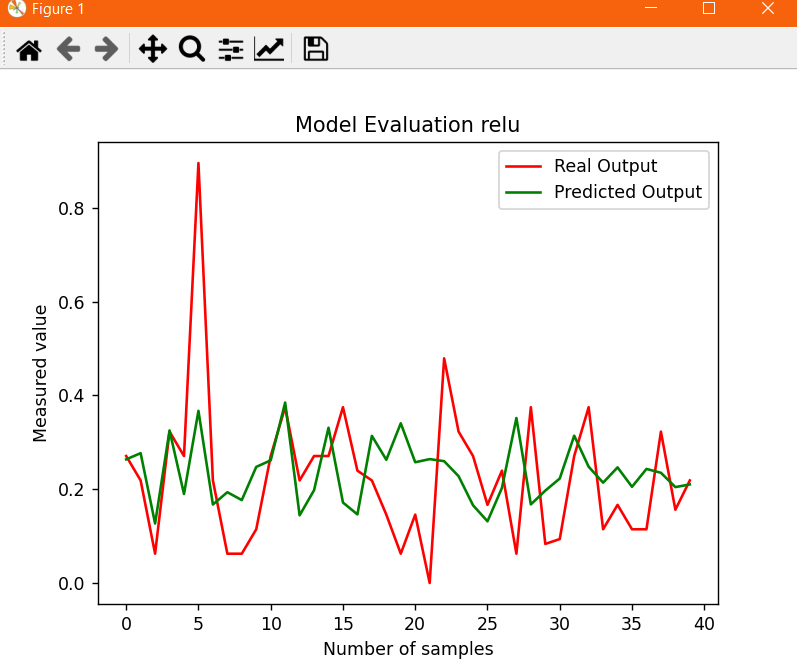 Figure 1
Model Evaluation relu
Real Output
Predicted Output
Measured value
0.8
0.6
0.4
0.2
0.0
0 5 10 15 20 25 30 35 40
Number of samples